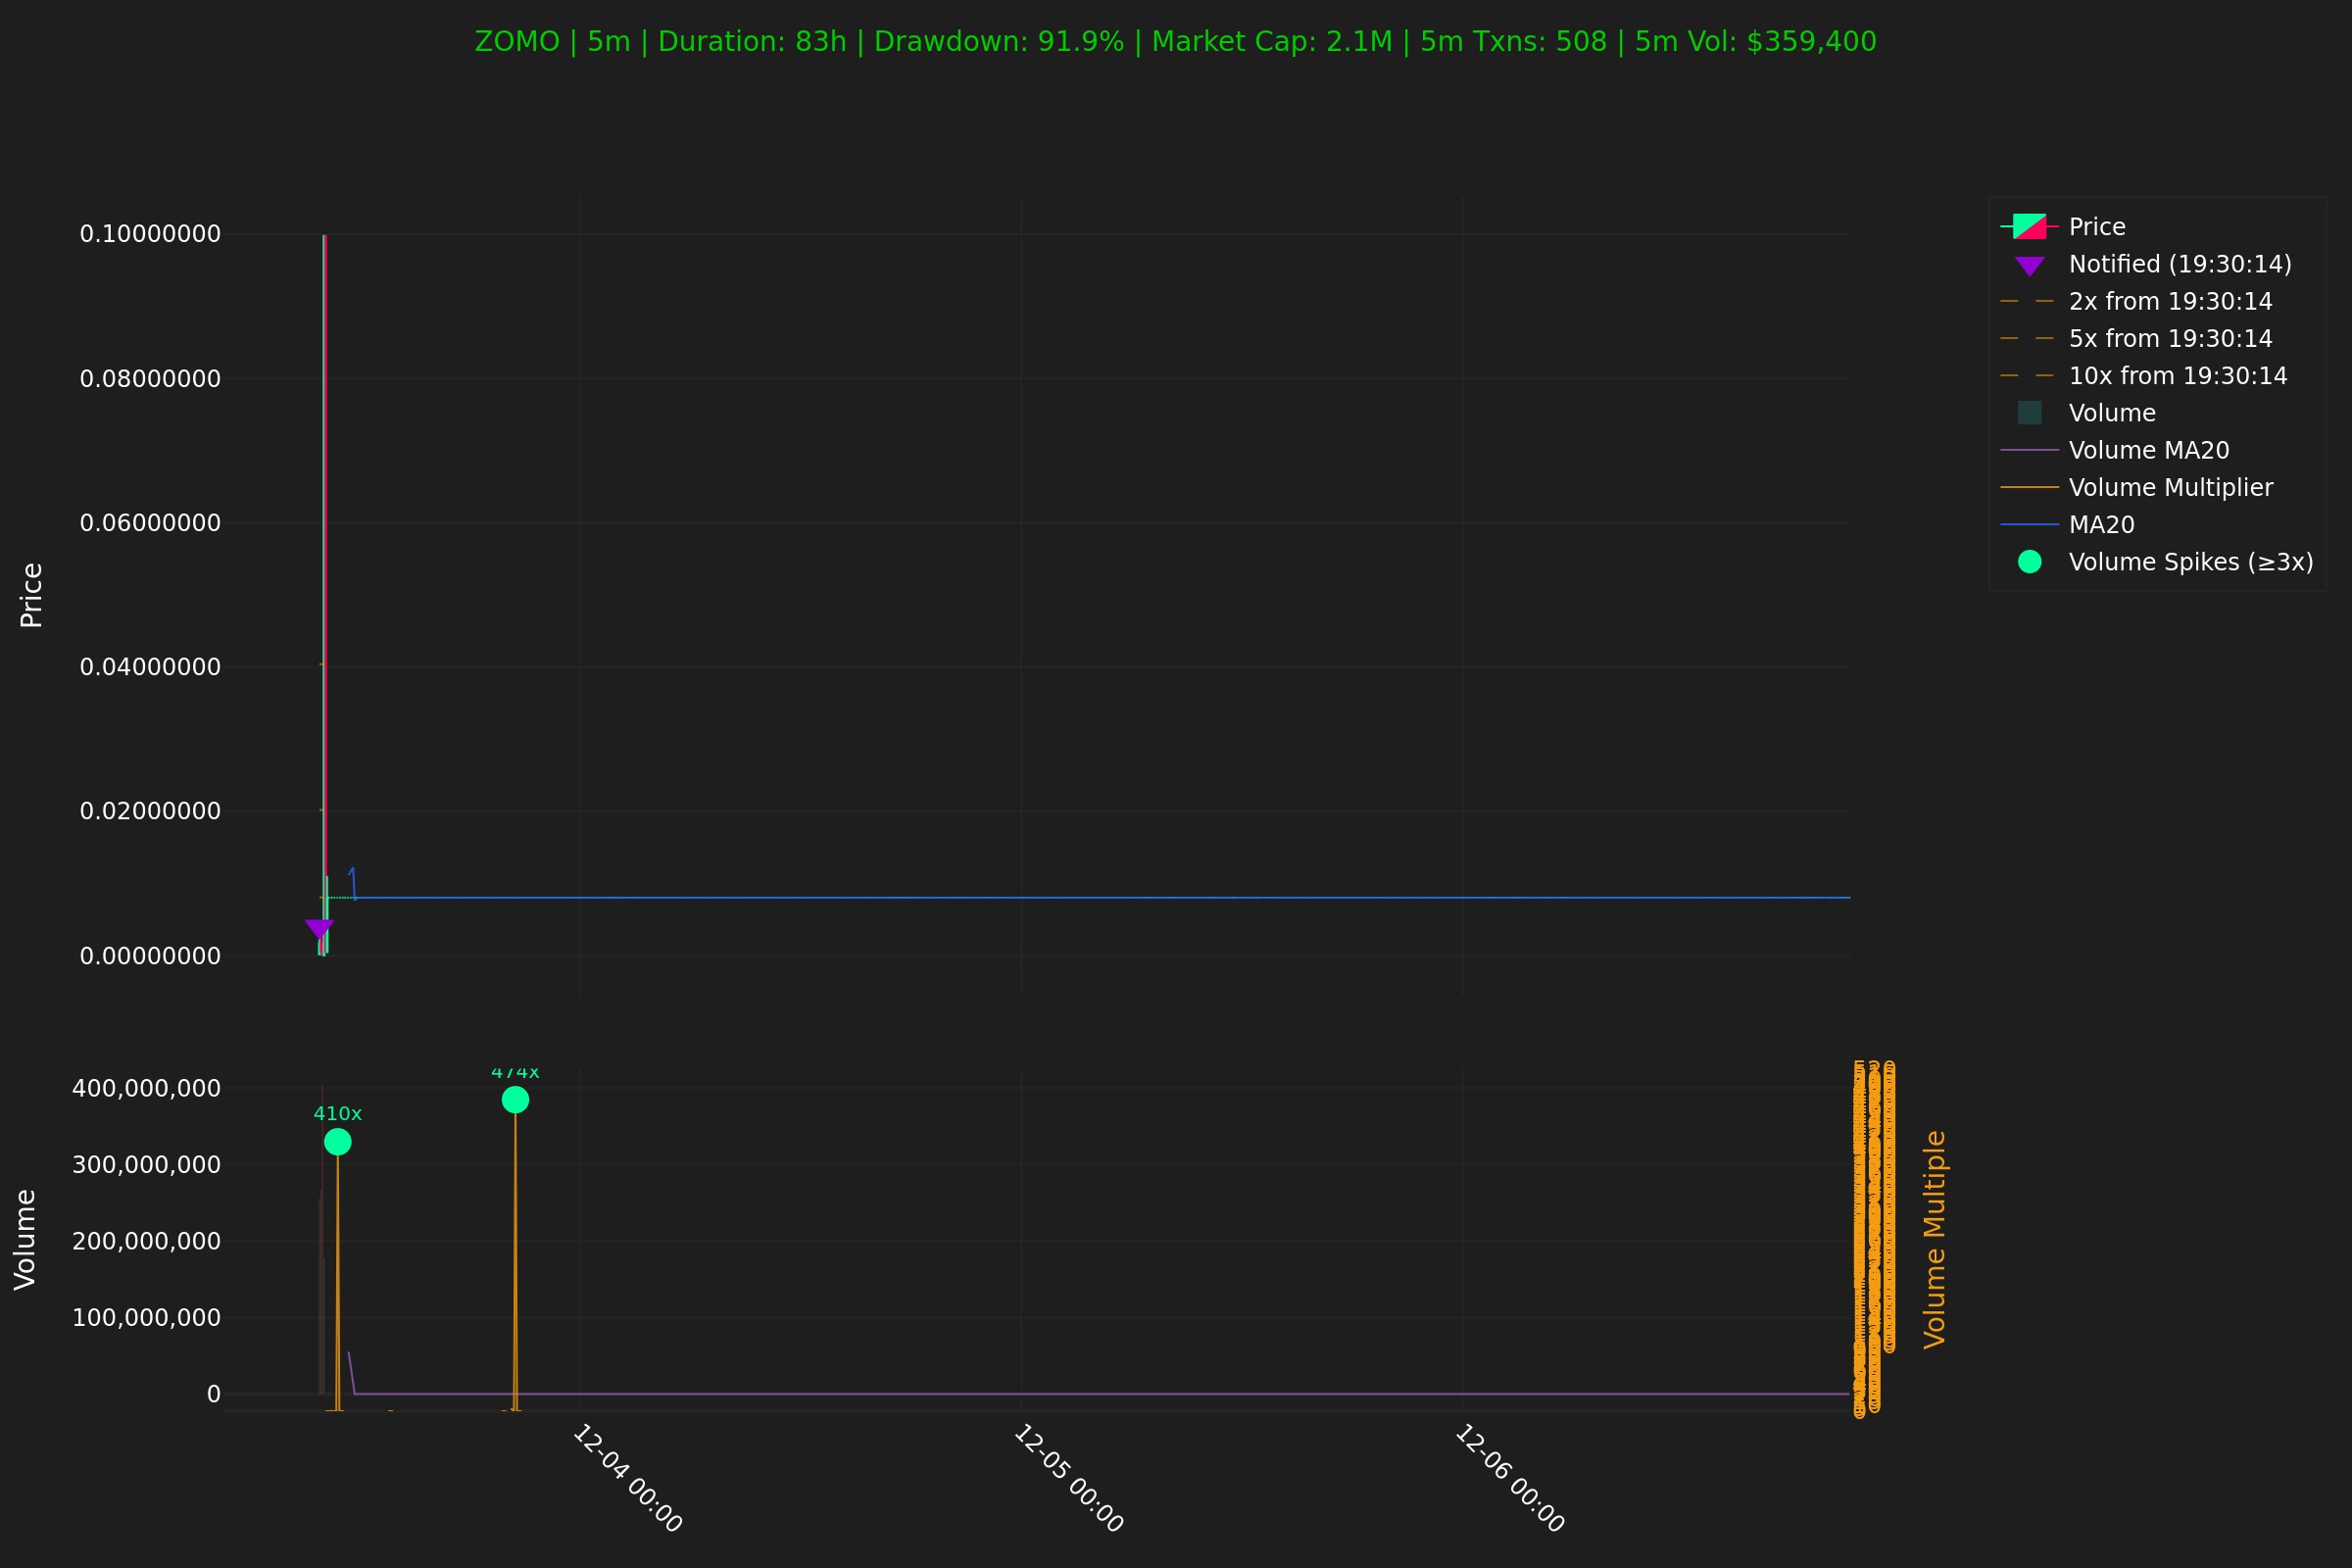 ZOMO | 5m | Duration: 83h | Drawdown: 91.9% | Market Cap: 2.1M | 5m Txns: 508 | 5m Vol: $359,400
0.10000000
0.08000000
0.06000000
0.04000000
0.02000000
0.00000000
Price
Price
Notified (19:30:14)
2x from 19:30:14
5x from 19:30:14
10x from 19:30:14
Volume
Volume MA20
Volume Multiplier
MA20
Volume Spikes (≥3x)
400,000,000
300,000,000
200,000,000
100,000,000
0
Volume
410x
474x
Volume Multiple
12-04 00:00
12-05 00:00
12-06 00:00